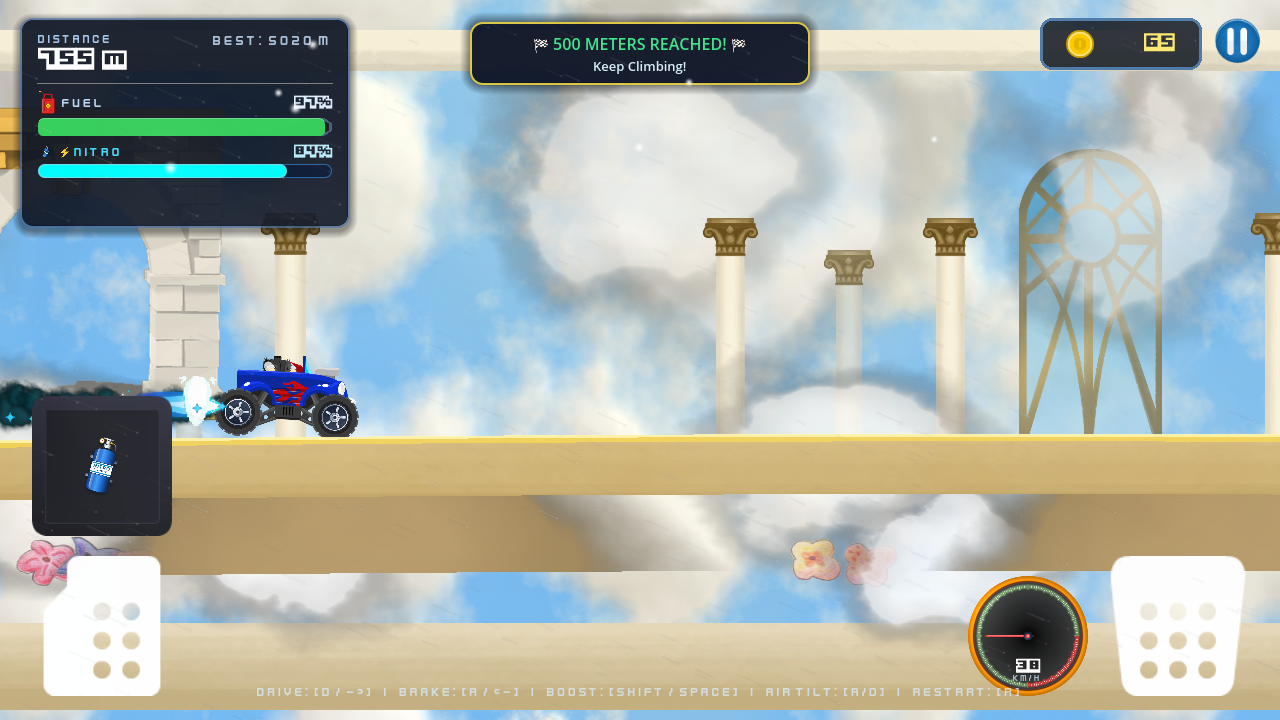 DISTANCE
BEST: 5020 M
755 m
FUEL
97%
NITRO
84%
500 METERS REACHED!
Keep Climbing!
65
38
KM/H
DRIVE: [D / ->] | BRAKE: [A / <-] | BOOST: [SHIFT / SPACE] | AIR TILT: [A/D] | RESTART: [R]